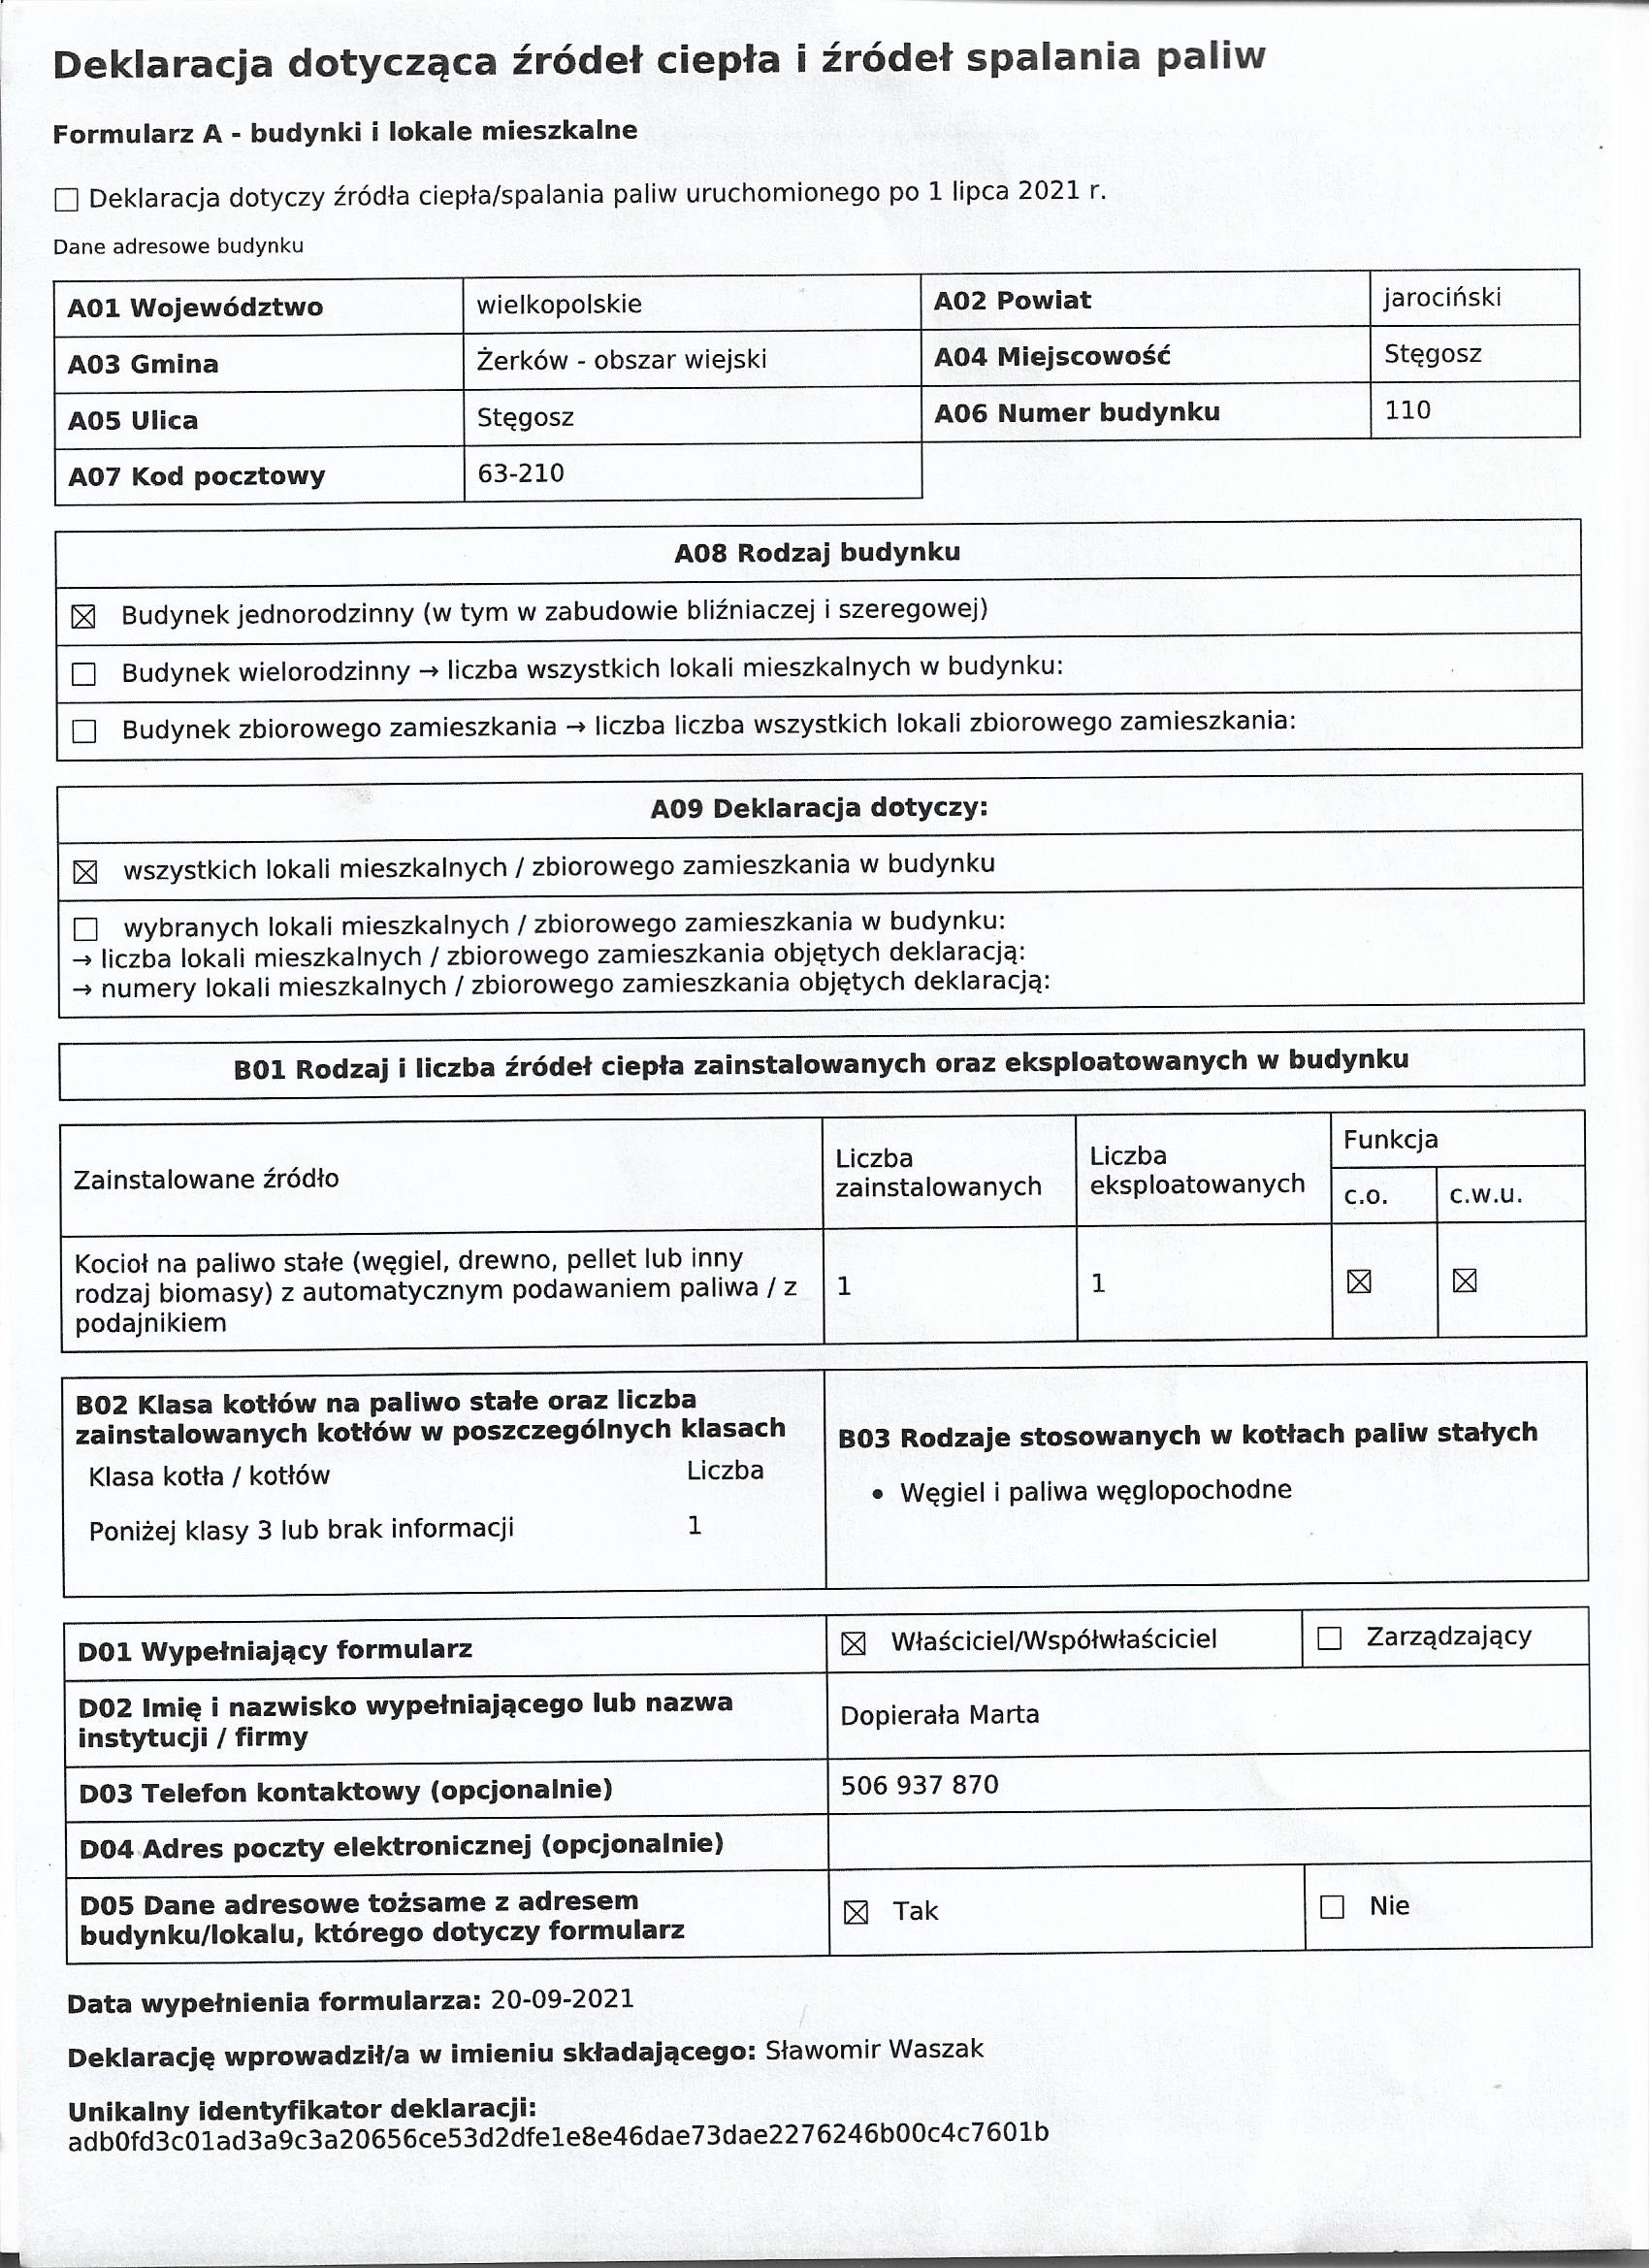 Deklaracja dotycząca źródeł ciepła i źródeł spalania paliw
Formularz A - budynki i lokale mieszkalne
☐ Deklaracja dotyczy źródła ciepła/spalania paliw uruchomionego po 1 lipca 2021 r.
Dane adresowe budynku
A01 Województwo wielkopolskie A02 Powiat jarociński
A03 Gmina Żerków - obszar wiejski A04 Miejscowość Stęgosz
A05 Ulica Stęgosz A06 Numer budynku 110
A07 Kod pocztowy 63-210
A08 Rodzaj budynku
☒ Budynek jednorodzinny (w tym w zabudowie bliźniaczej i szeregowej)
☐ Budynek wielorodzinny → liczba wszystkich lokali mieszkalnych w budynku:
☐ Budynek zbiorowego zamieszkania → liczba liczba wszystkich lokali zbiorowego zamieszkania:
A09 Deklaracja dotyczy:
☒ wszystkich lokali mieszkalnych / zbiorowego zamieszkania w budynku
☐ wybranych lokali mieszkalnych / zbiorowego zamieszkania w budynku:
→ liczba lokali mieszkalnych / zbiorowego zamieszkania objętych deklaracją:
→ numery lokali mieszkalnych / zbiorowego zamieszkania objętych deklaracją:
B01 Rodzaj i liczba źródeł ciepła zainstalowanych oraz eksploatowanych w budynku
Zainstalowane źródło
Liczba
zainstalowanych
Liczba
eksploatowanych
Funkcja
c.o. c.w.u.
Kocioł na paliwo stałe (węgiel, drewno, pellet lub inny
rodzaj biomasy) z automatycznym podawaniem paliwa / z
podajnikiem
1 1 ☒ ☒
B02 Klasa kotłów na paliwo stałe oraz liczba
zainstalowanych kotłów w poszczególnych klasach
Klasa kotła / kotłów Liczba
Poniżej klasy 3 lub brak informacji 1
B03 Rodzaje stosowanych w kotłach paliw stałych
• Węgiel i paliwa węglopochodne
D01 Wypełniający formularz ☒ Właściciel/Współwłaściciel ☐ Zarządzający
D02 Imię i nazwisko wypełniającego lub nazwa
instytucji / firmy
Dopierała Marta
D03 Telefon kontaktowy (opcjonalnie) 506 937 870
D04 Adres poczty elektronicznej (opcjonalnie)
D05 Dane adresowe tożsame z adresem
budynku/lokalu, którego dotyczy formularz
☒ Tak ☐ Nie
Data wypełnienia formularza: 20-09-2021
Deklarację wprowadził/a w imieniu składającego: Sławomir Waszak
Unikalny identyfikator deklaracji:
adb0fd3c01ad3a9c3a20656ce53d2dfe1e8e46dae73dae2276246b00c4c7601b